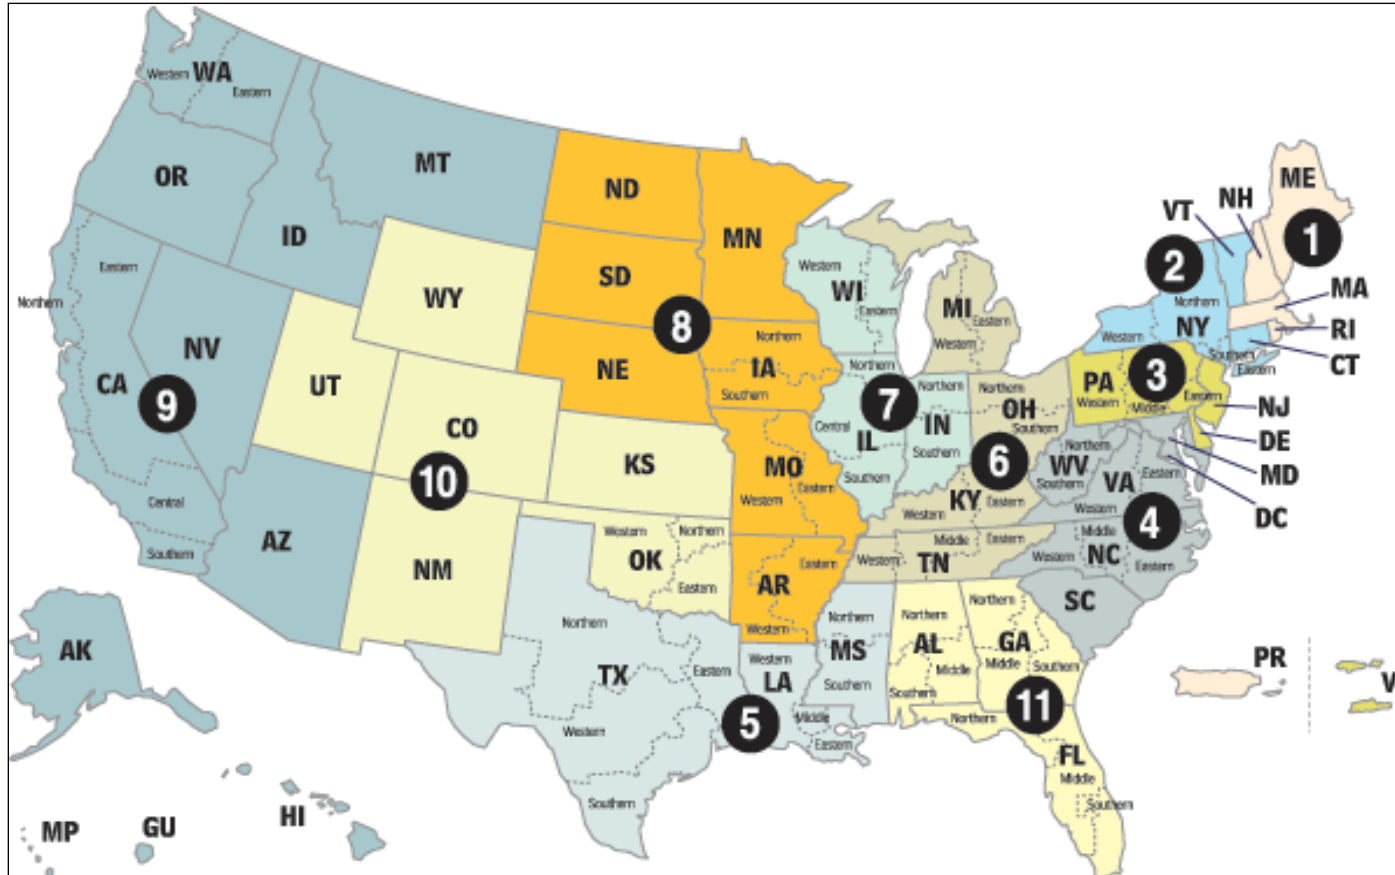 WA
Western
Eastern
OR
MT
ID
ND
MN
SD
WY
8
NE
IA
Northern
Southern
Eastern
Northern
NV
CA
9
Central
Southern
UT
CO
10
KS
AZ
NM
OK
Western
Northern
Eastern
MO
Western
Eastern
AR
Eastern
Western
WI
Western
Eastern
MI
Eastern
Western
Northern
7
Central
IL
Southern
Northern
IN
Southern
Northern
OH
Southern
6
KY
Western
Eastern
TN
Western
Middle
Eastern
ME
NH
VT
1
2
MA
Northern
NY
Western
Southern
Eastern
RI
CT
PA
3
Western
Middle
Eastern
NJ
DE
MD
DC
Northern
WV
Southern
VA
Eastern
Western
4
Middle
NC
Western
Eastern
SC
TX
Northern
Eastern
Western
Southern
Western
LA
Middle
Eastern
5
Northern
MS
Southern
Northern
AL
Middle
Southern
Northern
GA
Middle
Southern
11
Northern
FL
Middle
Southern
PR
V
AK
HI
GU
MP